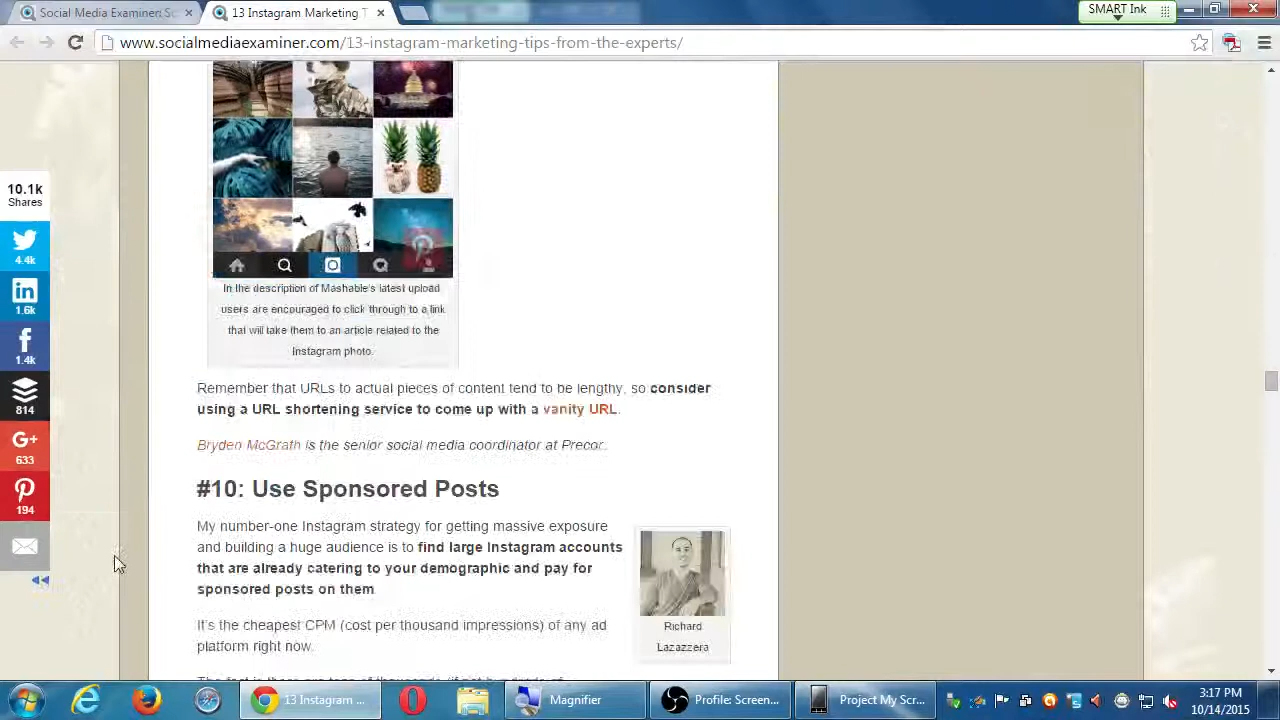 Social Media Examiner: Sc
13 Instagram Marketing T
SMART Ink
www.socialmediaexaminer.com/13-instagram-marketing-tips-from-the-experts/
10.1k
Shares
4.4k
1.6k
1.4k
814
G+
633
194
In the description of Mashable's latest upload
users are encouraged to click through to a link
that will take them to an article related to the
Instagram photo.
Remember that URLs to actual pieces of content tend to be lengthy, so consider
using a URL shortening service to come up with a vanity URL.
Bryden McGrath is the senior social media coordinator at Precor.
#10: Use Sponsored Posts
My number-one Instagram strategy for getting massive exposure
and building a huge audience is to find large Instagram accounts
that are already catering to your demographic and pay for
sponsored posts on them.
Richard
Lazazzera
It's the cheapest CPM (cost per thousand impressions) of any ad
platform right now.
13 Instagram ...
Magnifier
Profile: Screen...
Project My Scr...
3:17 PM
10/14/2015